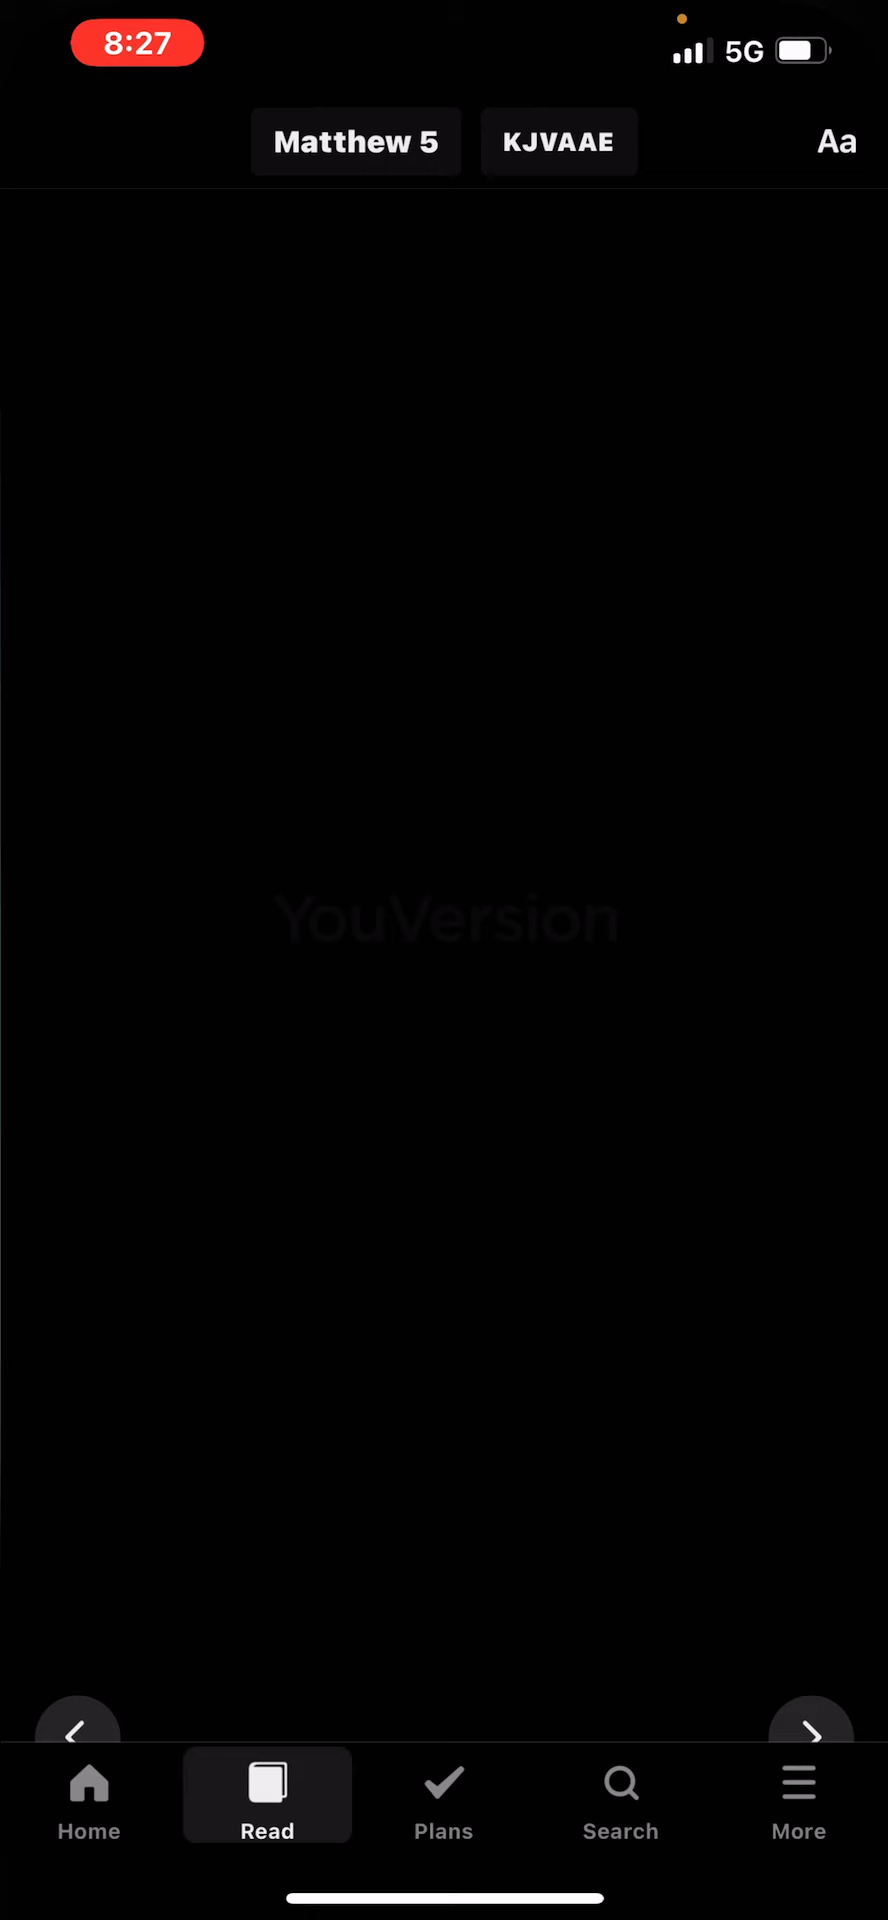 8:27
5G
Matthew 5
KJVAAE
Aa
YouVersion
Home
Read
Plans
Search
More